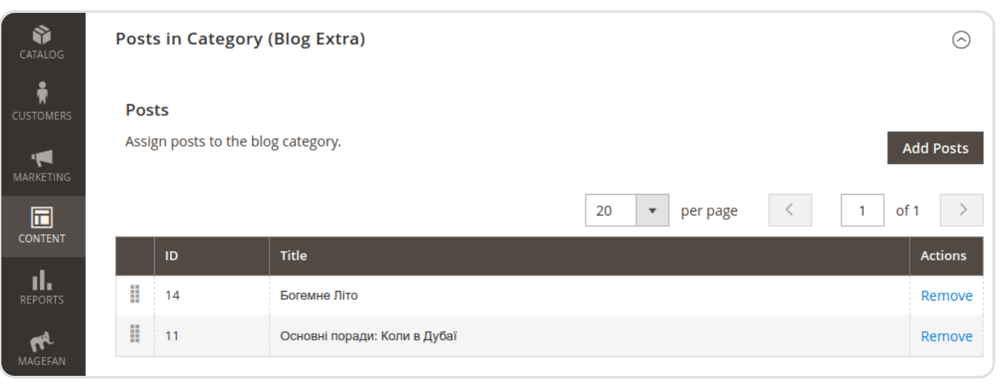 CATALOG
CUSTOMERS
MARKETING
CONTENT
REPORTS
MAGEFAN
Posts in Category (Blog Extra)
Posts
Assign posts to the blog category.
Add Posts
20 per page 1 of 1
ID Title Actions
14 Богемне Літо Remove
11 Основні поради: Коли в Дубаї Remove